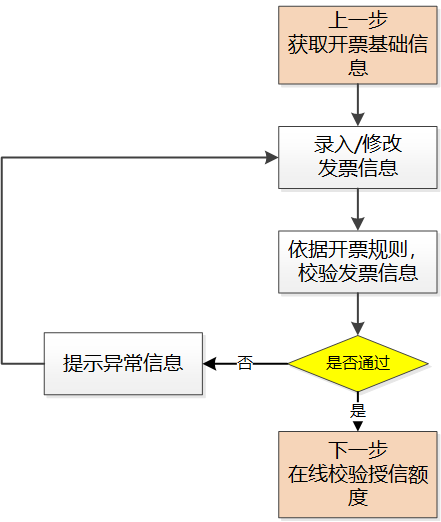 上一步
获取开票基础信
息
录入/修改
发票信息
依据开票规则，
校验发票信息
提示异常信息
否
是否通过
是
下一步
在线校验授信额
度